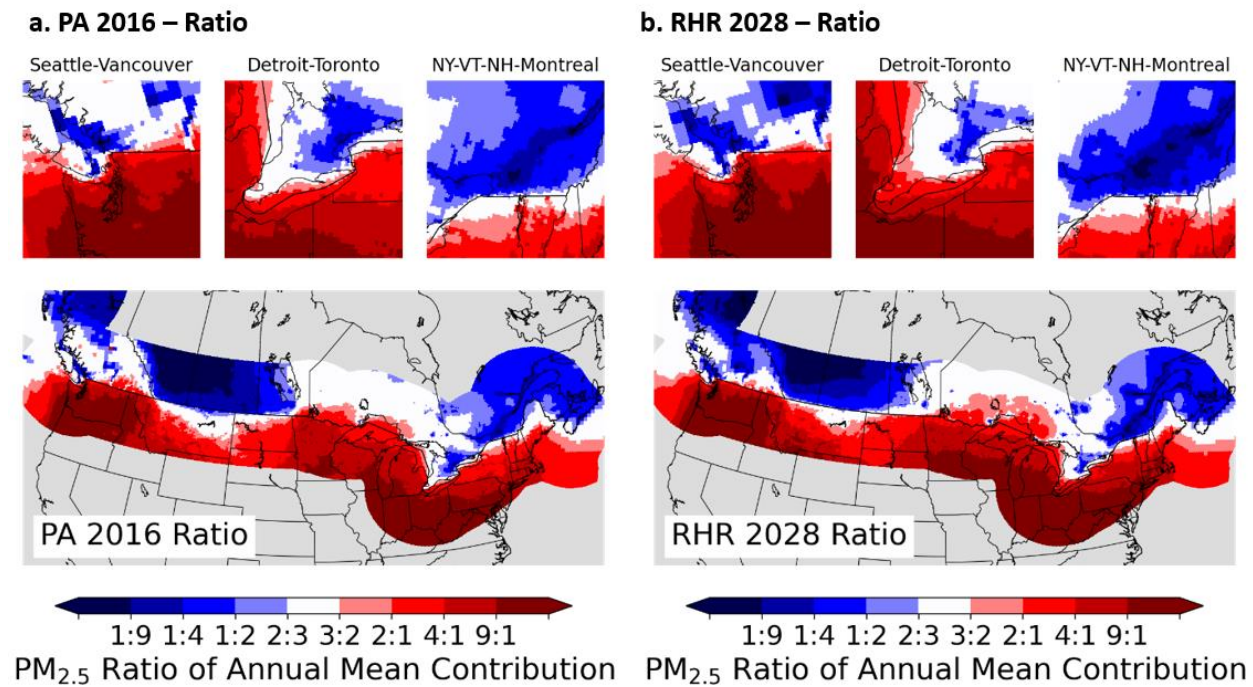 a. PA 2016 – Ratio
Seattle-Vancouver
Detroit-Toronto
NY-VT-NH-Montreal
PA 2016 Ratio
1:9 1:4 1:2 2:3 3:2 2:1 4:1 9:1
PM2.5 Ratio of Annual Mean Contribution
b. RHR 2028 – Ratio
Seattle-Vancouver
Detroit-Toronto
NY-VT-NH-Montreal
RHR 2028 Ratio
1:9 1:4 1:2 2:3 3:2 2:1 4:1 9:1
PM2.5 Ratio of Annual Mean Contribution